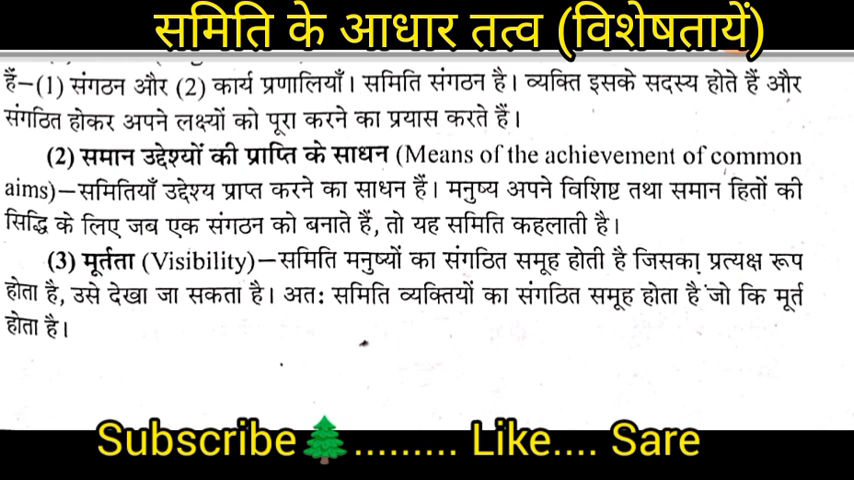 समिति के आधार तत्व (विशेषतायें)
हैं–(1) संगठन और (2) कार्य प्रणालियाँ। समिति संगठन है। व्यक्ति इसके सदस्य होते हैं और
संगठित होकर अपने लक्ष्यों को पूरा करने का प्रयास करते हैं।
(2) समान उद्देश्यों की प्राप्ति के साधन (Means of the achievement of common
aims)–समितियाँ उद्देश्य प्राप्त करने का साधन हैं। मनुष्य अपने विशिष्ट तथा समान हितों की
सिद्धि के लिए जब एक संगठन को बनाते हैं, तो यह समिति कहलाती है।
(3) मूर्तता (Visibility)–समिति मनुष्यों का संगठित समूह होती है जिसका प्रत्यक्ष रूप
होता है, उसे देखा जा सकता है। अत: समिति व्यक्तियों का संगठित समूह होता है जो कि मूर्त
होता है।
Subscribe🌲......... Like.... Sare